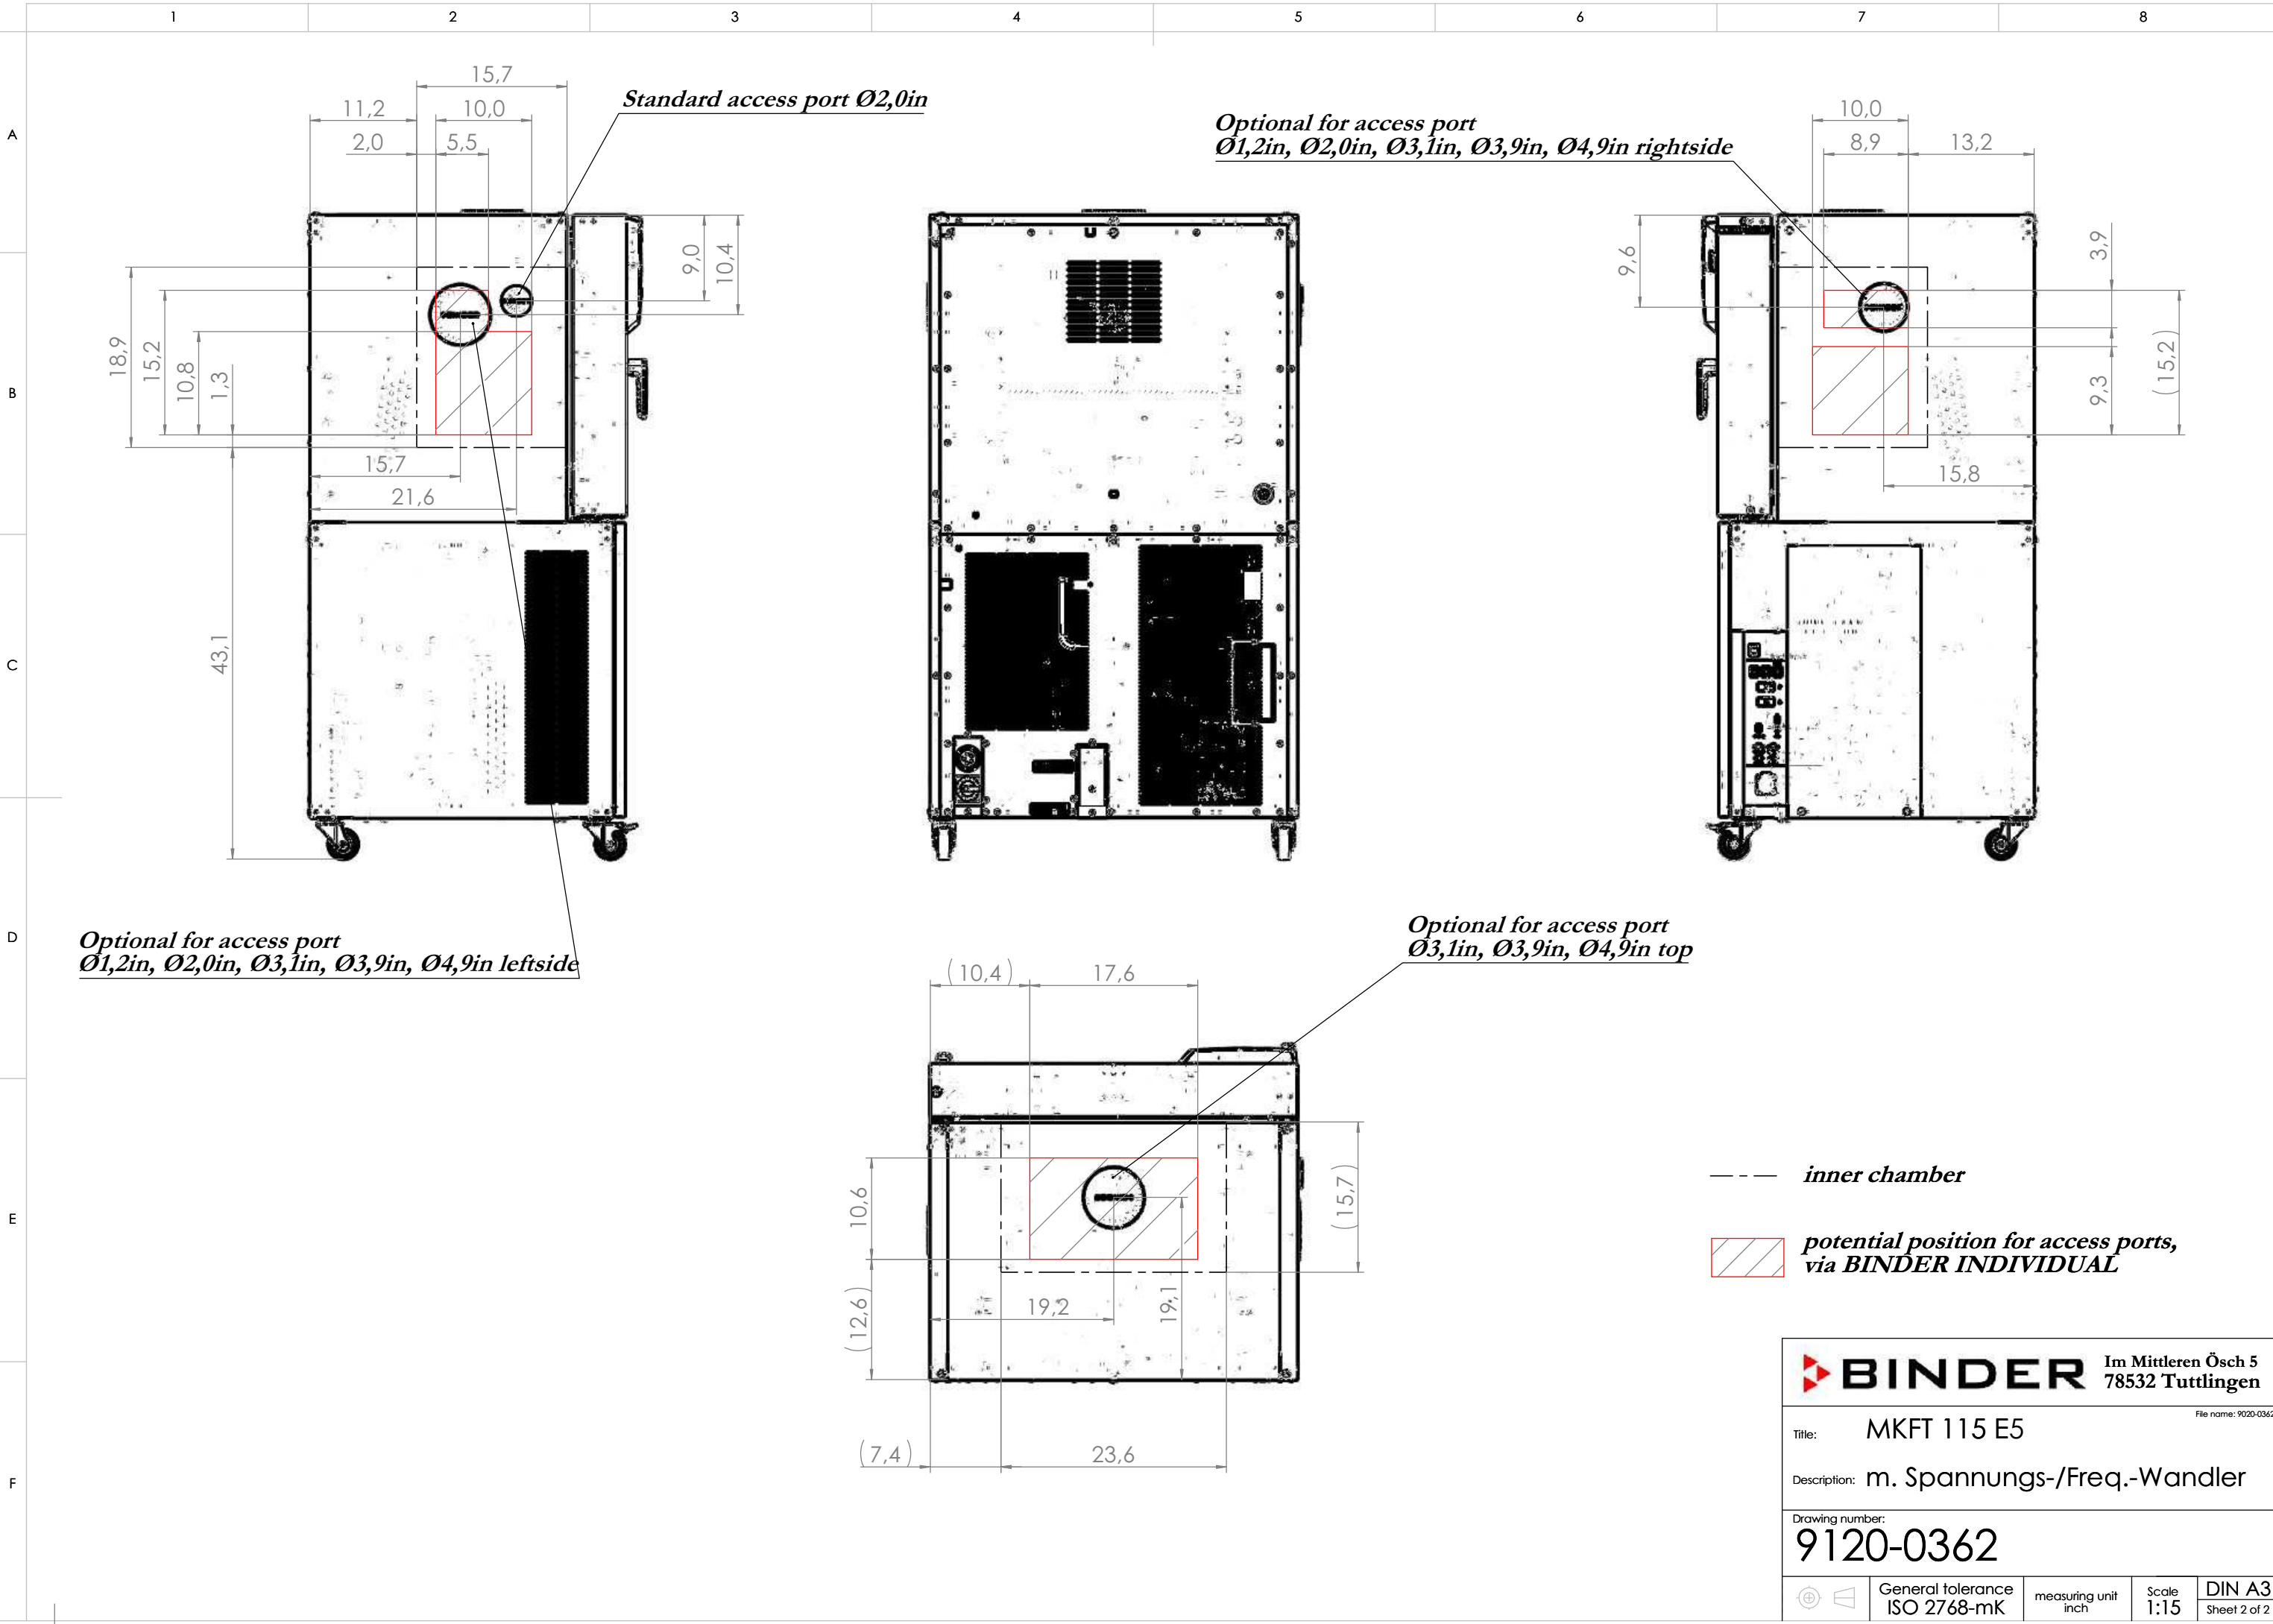 1 2 3 4 5 6 7 8
A
B
C
D
E
F
15,7
11,2 10,0
2,0 5,5
Standard access port Ø2,0in
9,0
10,4
18,9
15,2
10,8
1,3
15,7
21,6
43,1
Optional for access port
Ø1,2in, Ø2,0in, Ø3,1in, Ø3,9in, Ø4,9in leftside
Optional for access port
Ø1,2in, Ø2,0in, Ø3,1in, Ø3,9in, Ø4,9in rightside
10,0
8,9 13,2
9,6
3,9
9,3
(15,2)
15,8
Optional for access port
Ø3,1in, Ø3,9in, Ø4,9in top
(10,4) 17,6
10,6
(12,6)
(15,7)
19,2
19,1
(7,4) 23,6
inner chamber
potential position for access ports,
via BINDER INDIVIDUAL
BINDER
Im Mittleren Ösch 5
78532 Tuttlingen
File name: 9020-0362
Title: MKFT 115 E5
Description: m. Spannungs-/Freq.-Wandler
Drawing number:
9120-0362
General tolerance
ISO 2768-mK
measuring unit
inch
Scale
1:15
DIN A3
Sheet 2 of 2